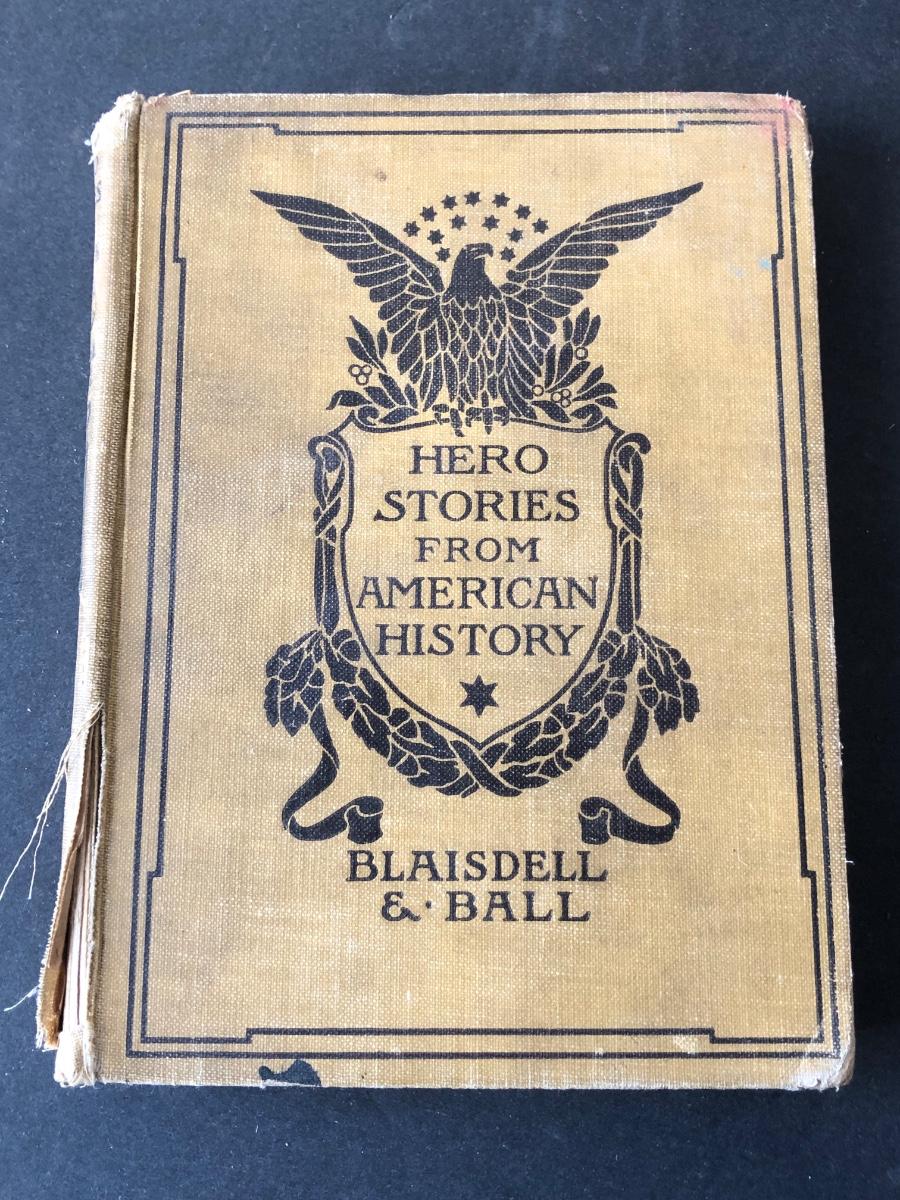 HERO
STORIES
FROM
AMERICAN
HISTORY
BLAISDELL
&·BALL